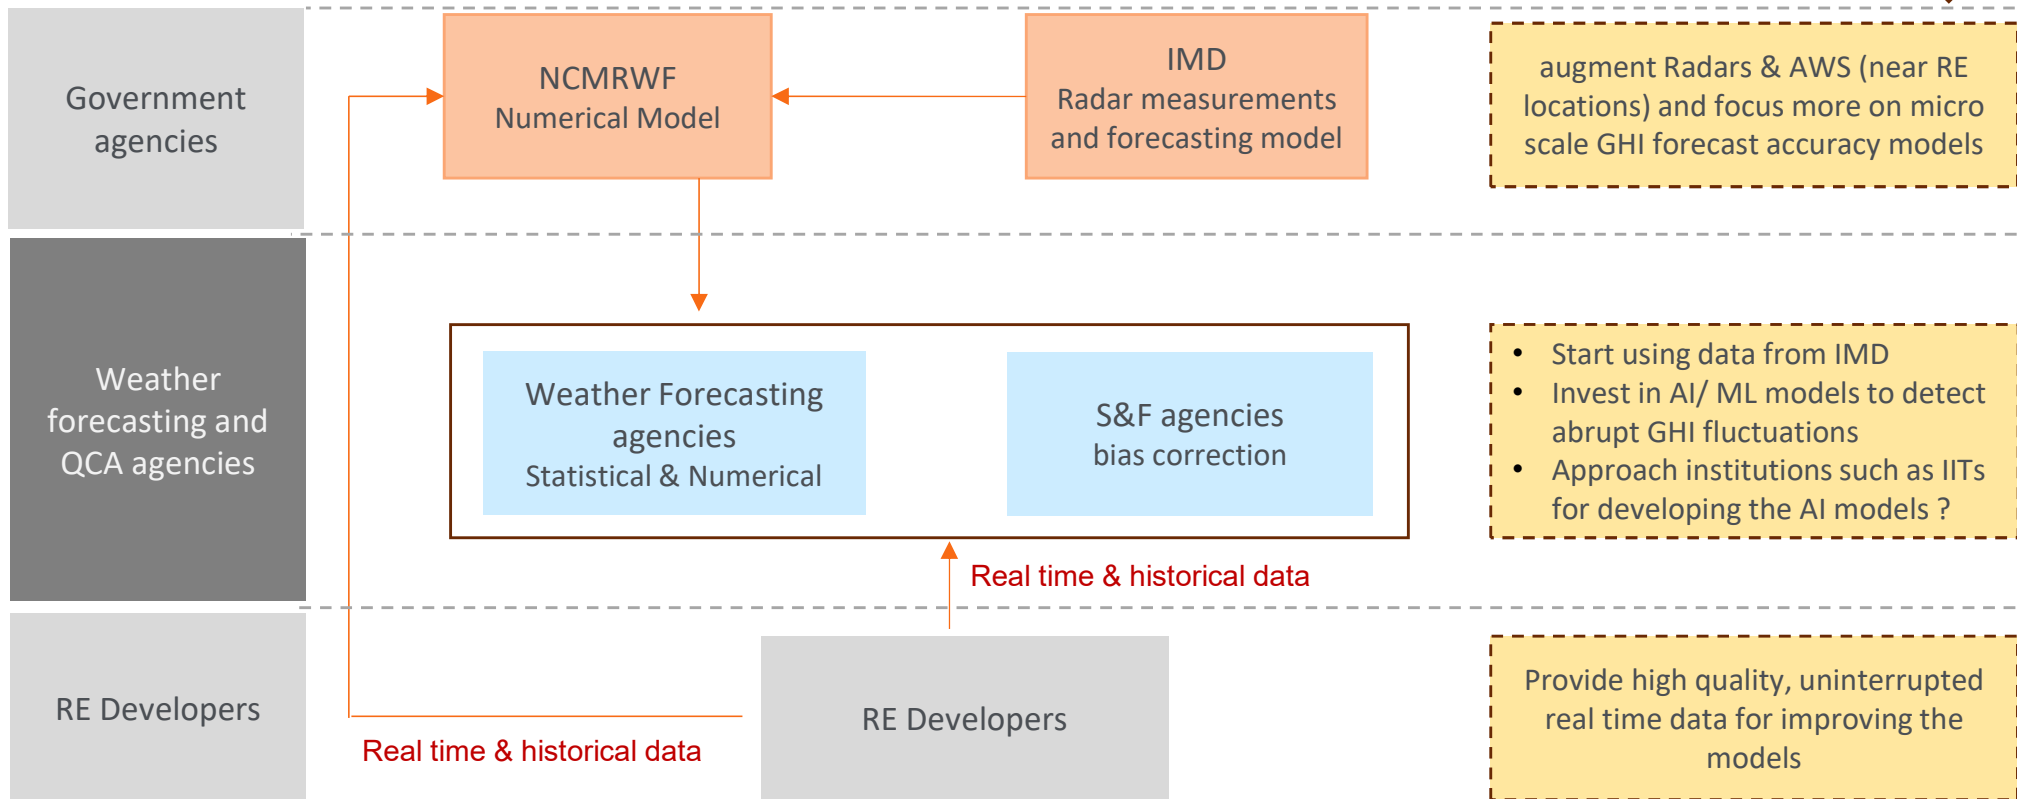 Government
agencies
NCMRWF
Numerical Model
IMD
Radar measurements
and forecasting model
augment Radars & AWS (near RE
locations) and focus more on micro
scale GHI forecast accuracy models
Weather
forecasting and
QCA agencies
Weather Forecasting
agencies
Statistical & Numerical
S&F agencies
bias correction
• Start using data from IMD
• Invest in AI/ ML models to detect
abrupt GHI fluctuations
• Approach institutions such as IITs
for developing the AI models ?
Real time & historical data
RE Developers
Real time & historical data
RE Developers
Provide high quality, uninterrupted
real time data for improving the
models